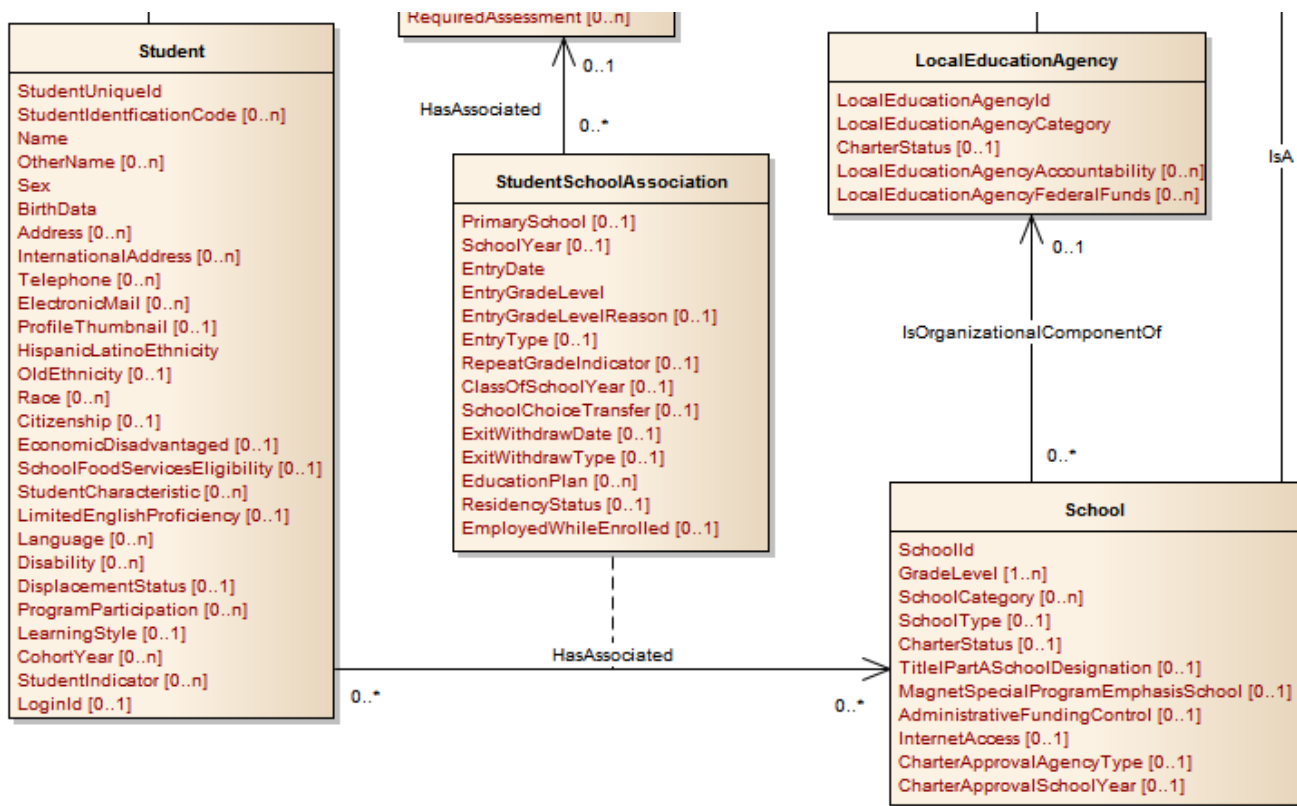 Student
StudentUniqueId
StudentIdentficationCode [0..n]
Name
OtherName [0..n]
Sex
BirthData
Address [0..n]
InternationalAddress [0..n]
Telephone [0..n]
ElectronicMail [0..n]
ProfileThumbnail [0..1]
HispanicLatinoEthnicity
OldEthnicity [0..1]
Race [0..n]
Citizenship [0..1]
EconomicDisadvantaged [0..1]
SchoolFoodServicesEligibility [0..1]
StudentCharacteristic [0..n]
LimitedEnglishProficiency [0..1]
Language [0..n]
Disability [0..n]
DisplacementStatus [0..1]
ProgramParticipation [0..n]
LearningStyle [0..1]
CohortYear [0..n]
StudentIndicator [0..n]
LoginId [0..1]
RequiredAssessment [0..n]
0..1
HasAssociated
0..*
StudentSchoolAssociation
PrimarySchool [0..1]
SchoolYear [0..1]
EntryDate
EntryGradeLevel
EntryGradeLevelReason [0..1]
EntryType [0..1]
RepeatGradeIndicator [0..1]
ClassOfSchoolYear [0..1]
SchoolChoiceTransfer [0..1]
ExitWithdrawDate [0..1]
ExitWithdrawType [0..1]
EducationPlan [0..n]
ResidencyStatus [0..1]
EmployedWhileEnrolled [0..1]
HasAssociated
0..*
0..*
LocalEducationAgency
LocalEducationAgencyId
LocalEducationAgencyCategory
CharterStatus [0..1]
LocalEducationAgencyAccountability [0..n]
LocalEducationAgencyFederalFunds [0..n]
IsA
0..1
IsOrganizationalComponentOf
0..*
School
SchoolId
GradeLevel [1..n]
SchoolCategory [0..n]
SchoolType [0..1]
CharterStatus [0..1]
TitleIPartASchoolDesignation [0..1]
MagnetSpecialProgramEmphasisSchool [0..1]
AdministrativeFundingControl [0..1]
InternetAccess [0..1]
CharterApprovalAgencyType [0..1]
CharterApprovalSchoolYear [0..1]